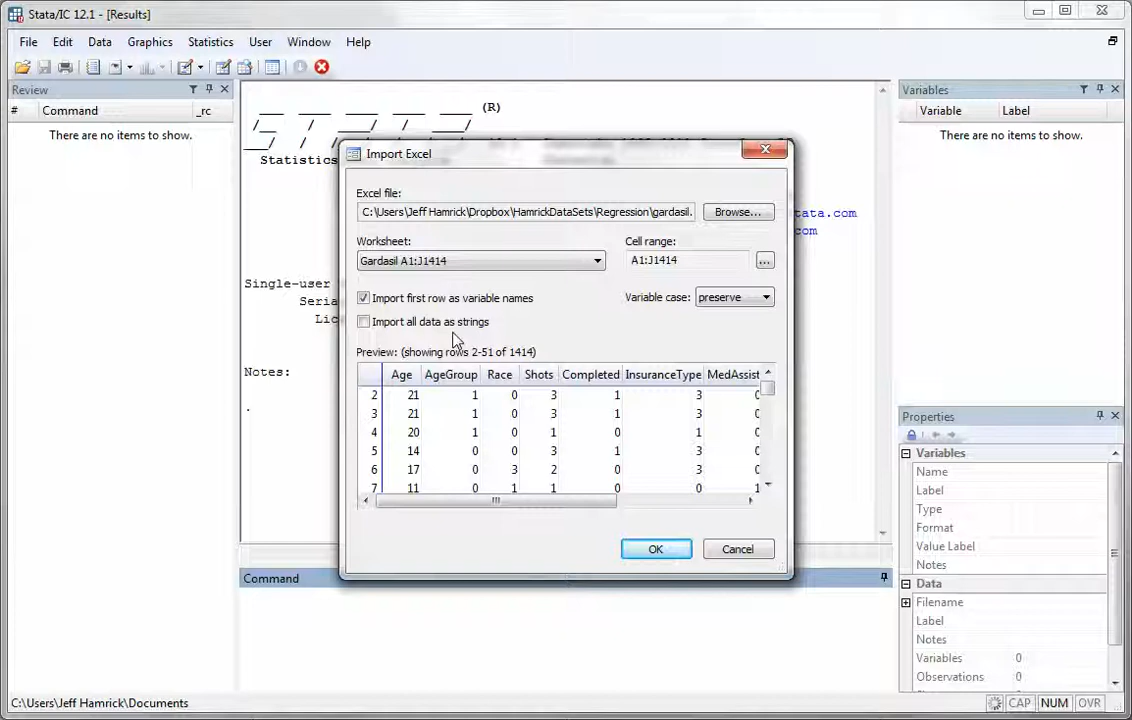 Stata/IC 12.1 - [Results]
File Edit Data Graphics Statistics User Window Help
Review
# Command _rc
There are no items to show.
(R)
Statistics
tata.com
com
Single-user
Seria
Lic
Notes:
.
Import Excel
Excel file:
C:\Users\Jeff Hamrick\Dropbox\HamrickDataSets\Regression\gardasil.
Browse...
Worksheet:
Cell range:
Gardasil A1:J1414
A1:J1414
...
Import first row as variable names
Variable case:
preserve
Import all data as strings
Preview: (showing rows 2-51 of 1414)
Age AgeGroup Race Shots Completed InsuranceType MedAssist
2 21 1 0 3 1 3 0
3 21 1 0 3 1 3 0
4 20 1 0 1 0 1 0
5 14 0 0 3 1 3 0
6 17 0 3 2 0 3 0
7 11 0 1 1 0 0 1
OK
Cancel
Command
Variables
Variable Label
There are no items to show.
Properties
Variables
Name
Label
Type
Format
Value Label
Notes
Data
Filename
Label
Notes
Variables 0
Observations 0
C:\Users\Jeff Hamrick\Documents
CAP NUM OVR